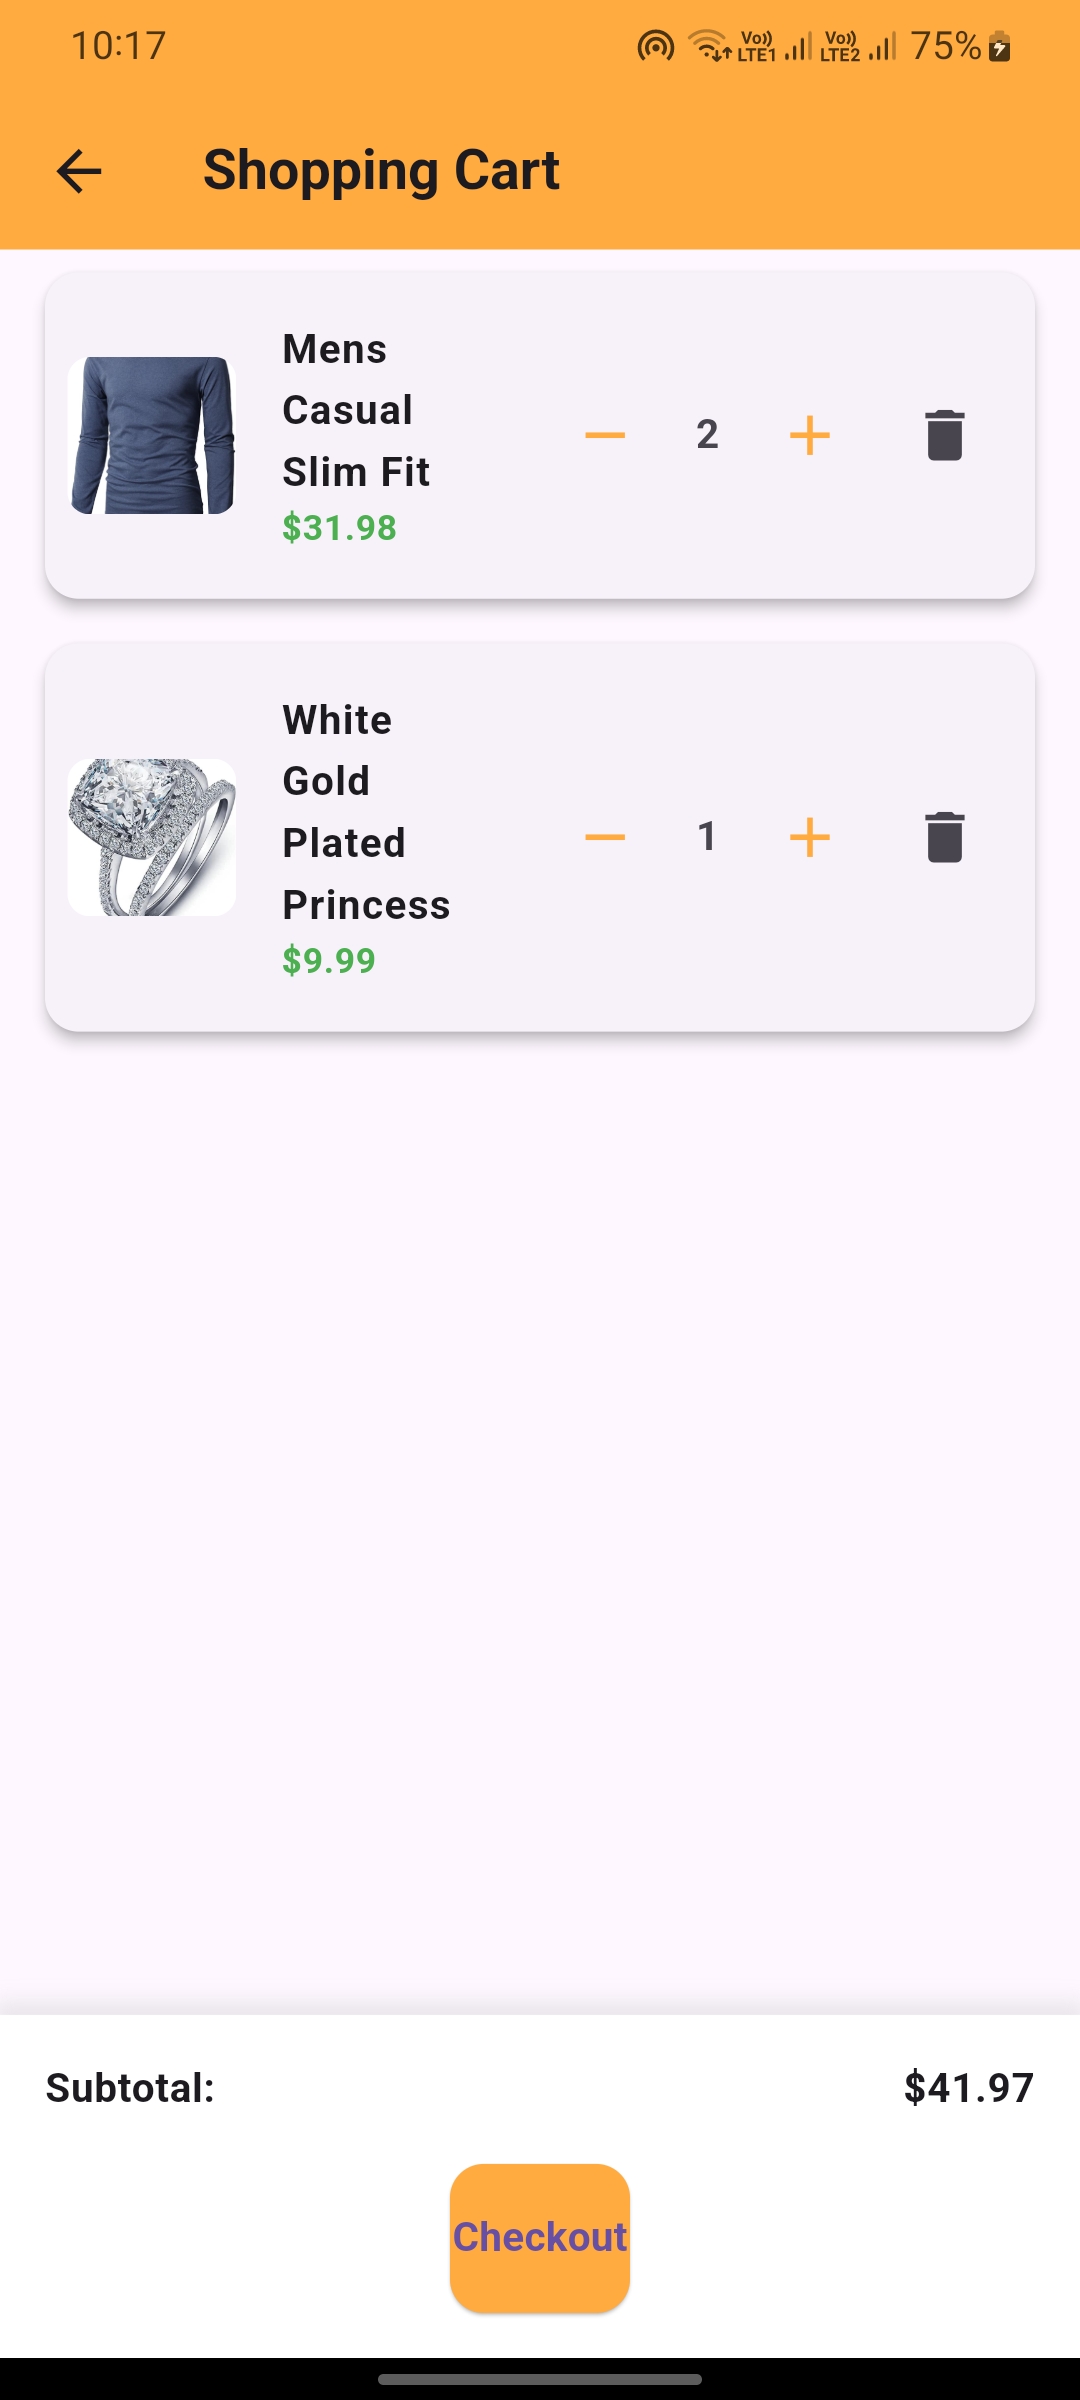 10:17 Vo)) LTE1 Vo)) LTE2 75%
Shopping Cart
Mens
Casual
Slim Fit
$31.98
2
White
Gold
Plated
Princess
$9.99
1
Subtotal: $41.97
Checkout